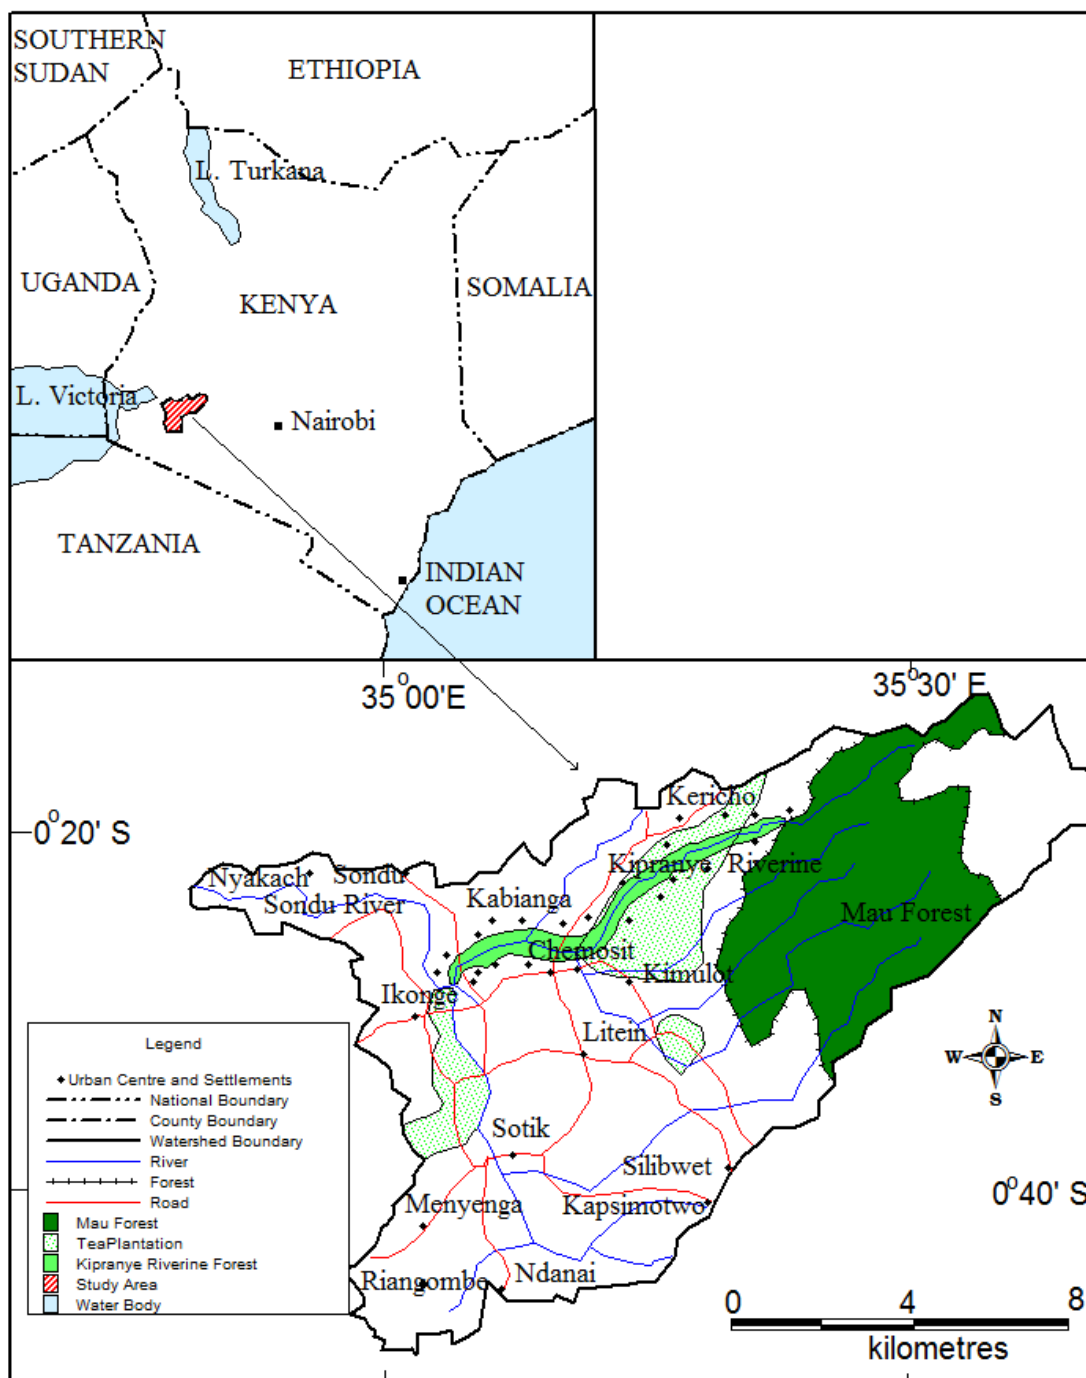 SOUTHERN
SUDAN
ETHIOPIA
L. Turkana
UGANDA
KENYA
SOMALIA
L. Victoria
Nairobi
TANZANIA
INDIAN
OCEAN
35°00'E
35°30' E
0°20' S
Kericho
Kipranye Riverine
Nyakach
Sondu
Sondu River
Kabianga
Mau Forest
Chemosit
Kimulot
Ikonge
Litein
Sotik
Silibwet
Menyenga
Kapsimotwo
0°40' S
Riangombe
Ndanai
N
W
E
S
Legend
Urban Centre and Settlements
National Boundary
County Boundary
Watershed Boundary
River
Forest
Road
Mau Forest
TeaPlantation
Kipranye Riverine Forest
Study Area
Water Body
0 4 8
kilometres